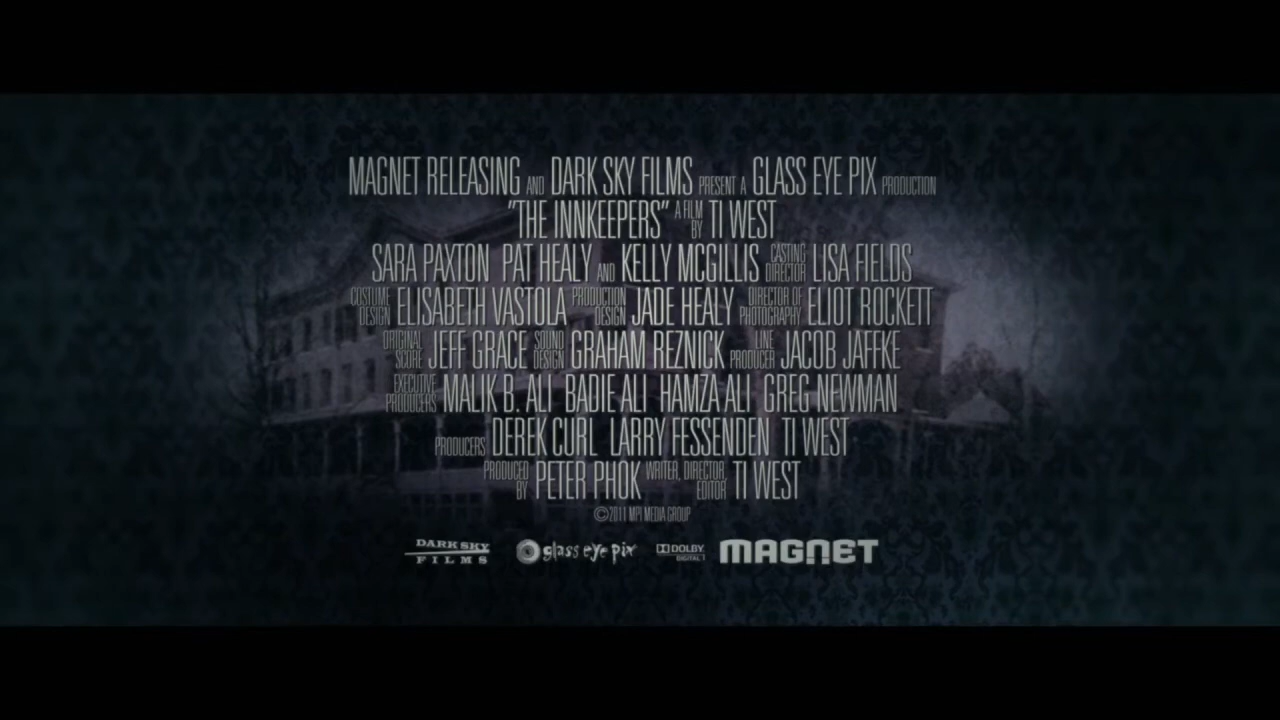 MAGNET RELEASING AND DARK SKY FILMS PRESENT A GLASS EYE PIX PRODUCTION
"THE INNKEEPERS" A FILM BY TI WEST
SARA PAXTON PAT HEALY AND KELLY MCGILLIS CASTING DIRECTOR LISA FIELDS
COSTUME DESIGN ELISABETH VASTOLA PRODUCTION DESIGN JADE HEALY DIRECTOR OF PHOTOGRAPHY ELIOT ROCKETT
ORIGINAL SCORE JEFF GRACE SOUND DESIGN GRAHAM REZNICK LINE PRODUCER JACOB JAFFKE
EXECUTIVE PRODUCERS MALIK B. ALI BADIE ALI HAMZA ALI GREG NEWMAN
PRODUCERS DEREK CURL LARRY FESSENDEN TI WEST
PRODUCED BY PETER PHOK WRITER, DIRECTOR, EDITOR TI WEST
©2011 MPI MEDIA GROUP
DARK SKY FILMS glass eye pix DOLBY DIGITAL MAGNET